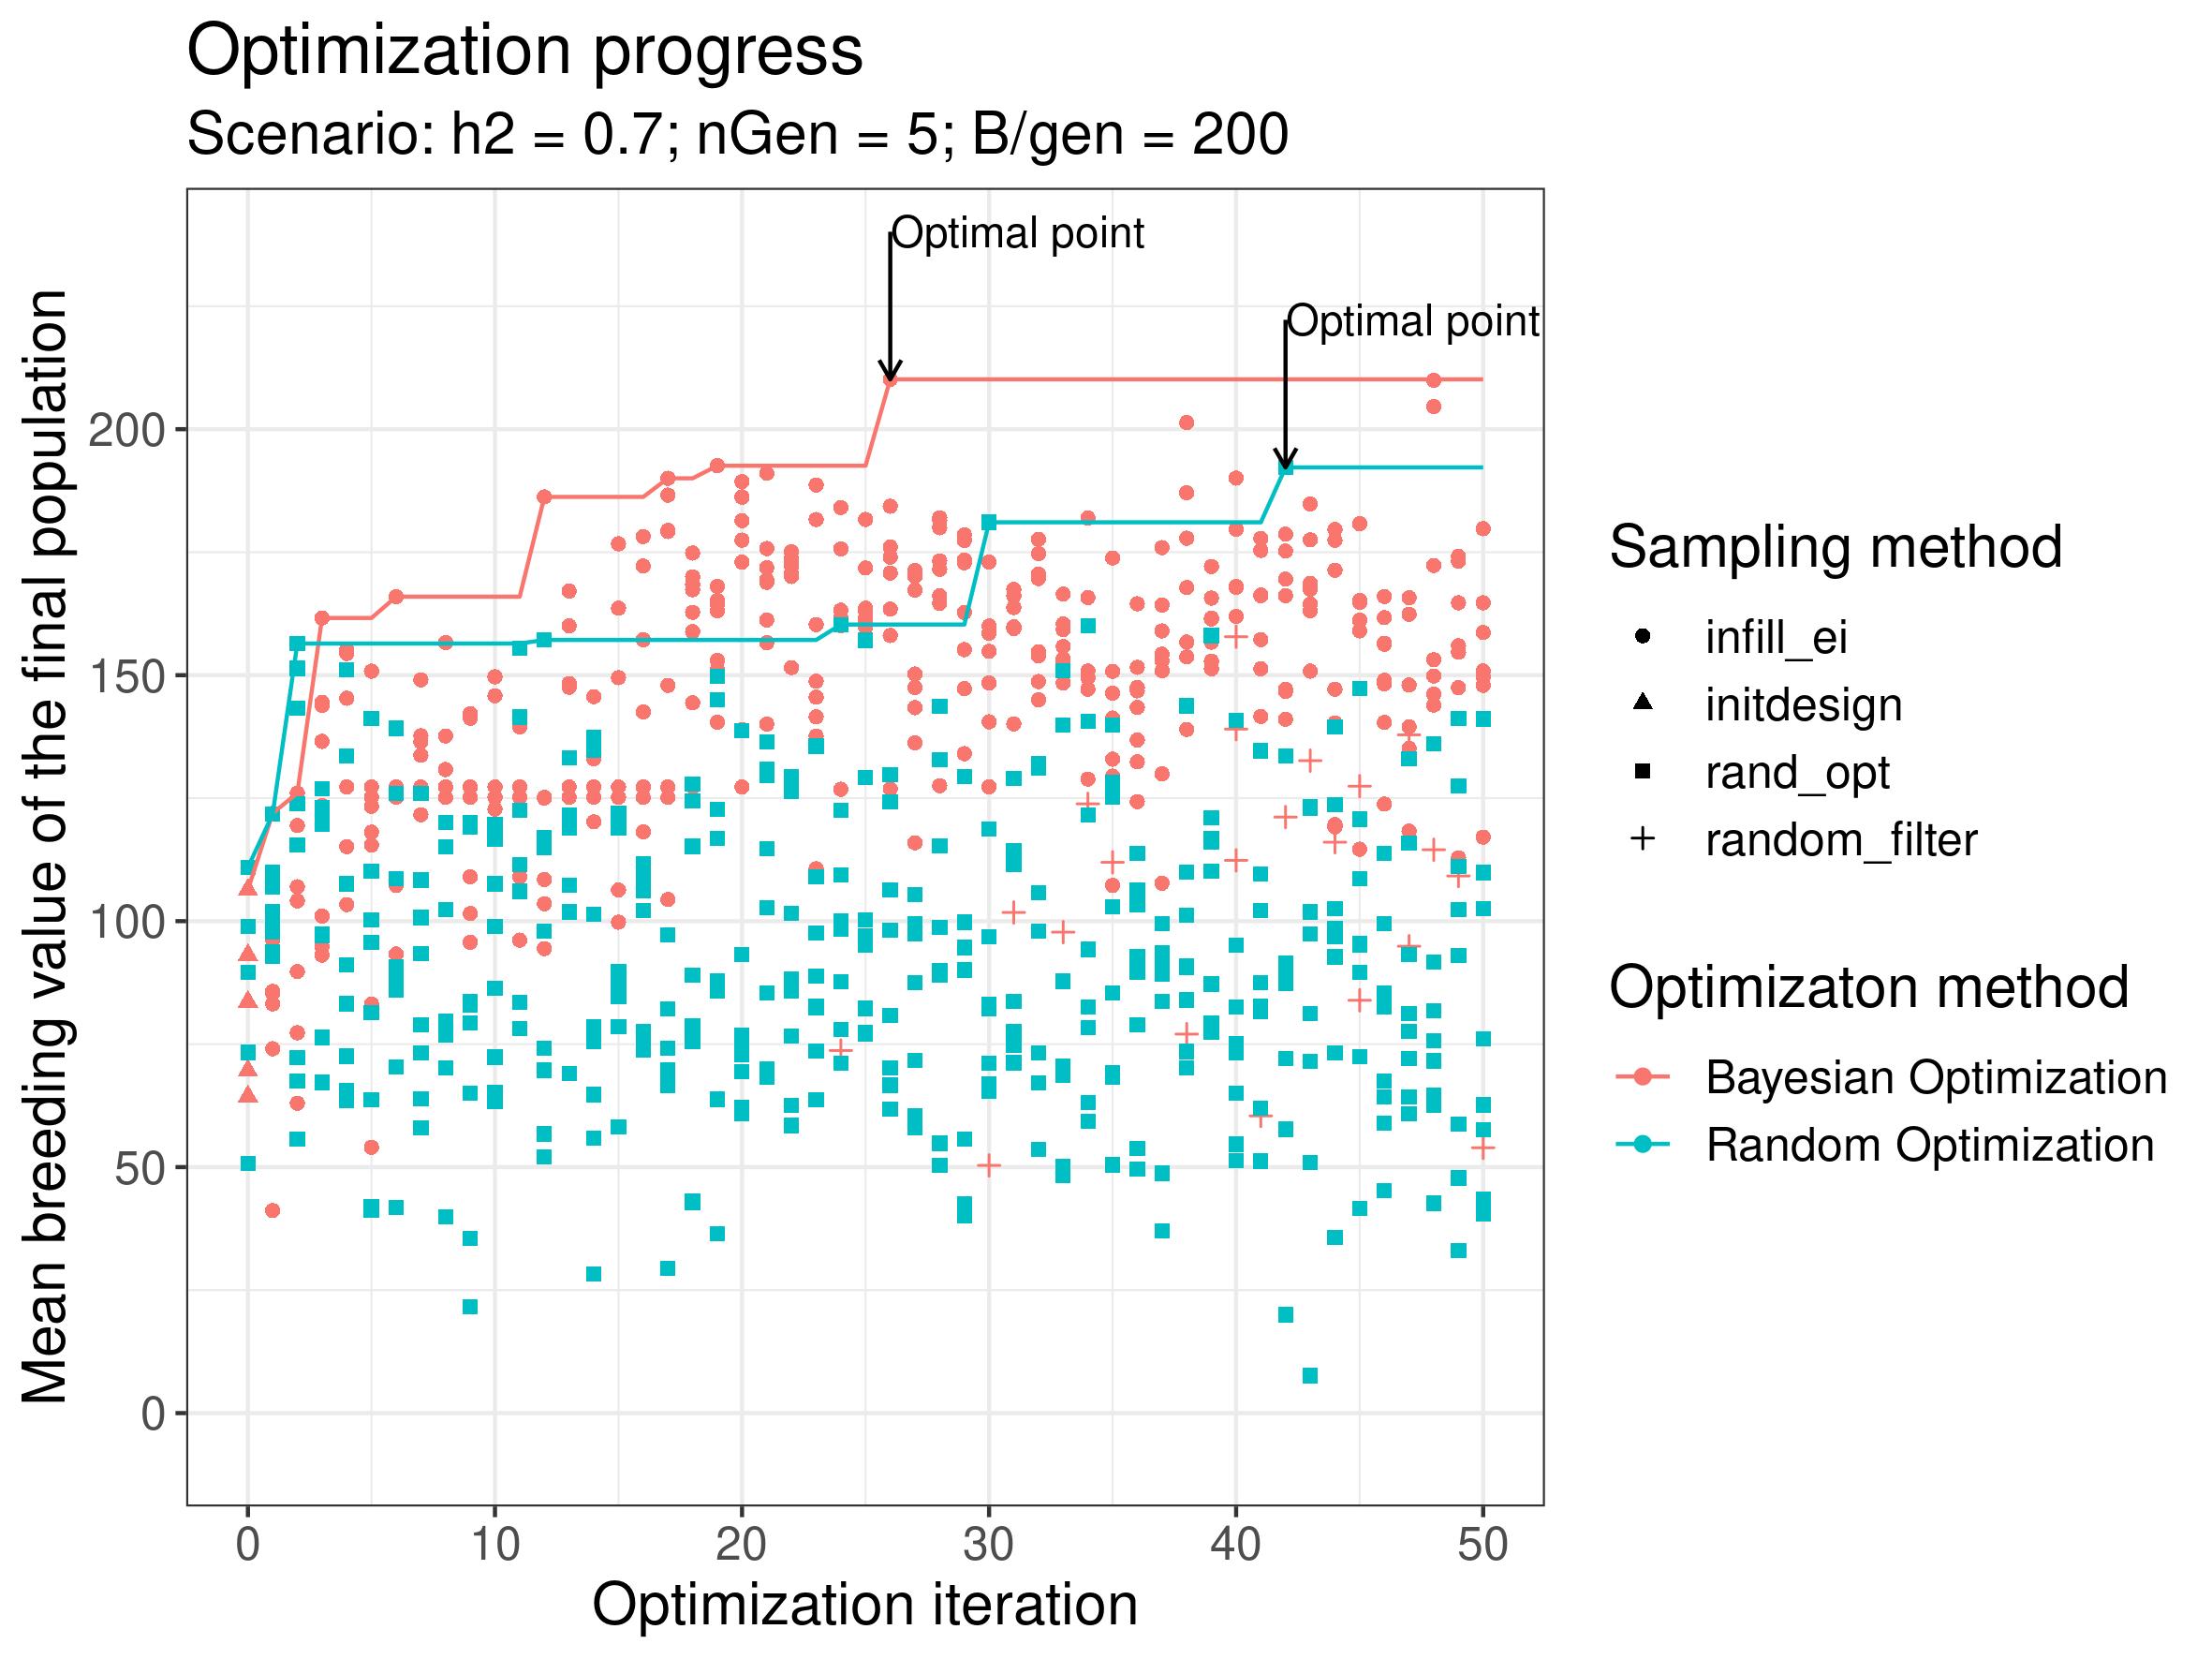 Optimization progress
Scenario: h2 = 0.7; nGen = 5; B/gen = 200
Mean breeding value of the final population
200
150
100
50
0
Optimal point
Optimal point
0 10 20 30 40 50
Optimization iteration
Sampling method
infill_ei
initdesign
rand_opt
random_filter
Optimizaton method
Bayesian Optimization
Random Optimization